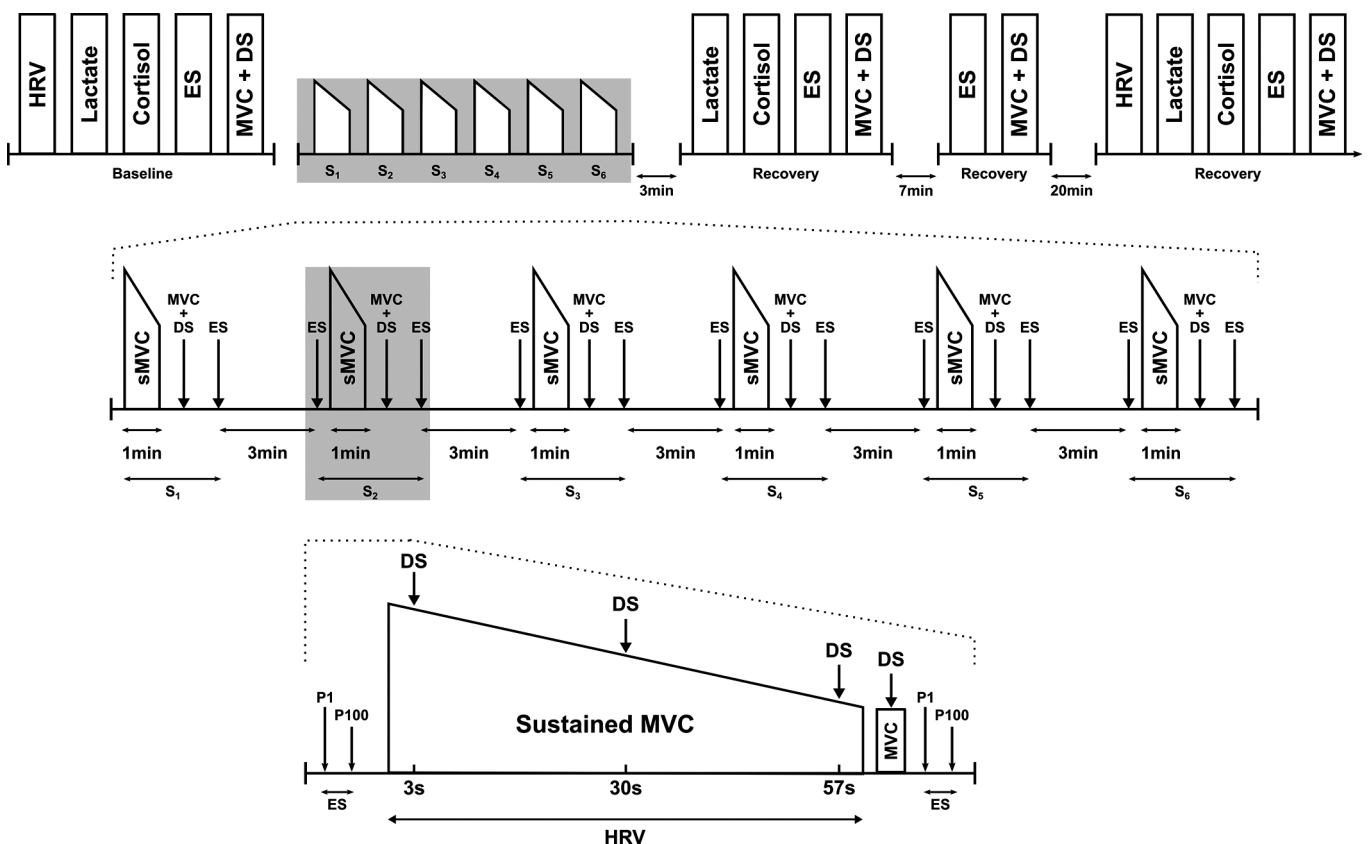 HRV
Lactate
Cortisol
ES
MVC + DS
Baseline
S₁ S₂ S₃ S₄ S₅ S₆
3min
Lactate
Cortisol
ES
MVC + DS
Recovery
7min
ES
MVC + DS
Recovery
20min
HRV
Lactate
Cortisol
ES
MVC + DS
Recovery
sMVC
MVC
+
DS
ES
ES
sMVC
MVC
+
DS
ES
ES
sMVC
MVC
+
DS
ES
ES
sMVC
MVC
+
DS
ES
ES
sMVC
MVC
+
DS
ES
ES
sMVC
MVC
+
DS
ES
1min 3min 1min 3min 1min 3min 1min 3min 1min 3min 1min
S₁ S₂ S₃ S₄ S₅ S₆
DS
DS
DS
DS
P1
P100
Sustained MVC
MVC
P1
P100
3s 30s 57s
ES
ES
HRV